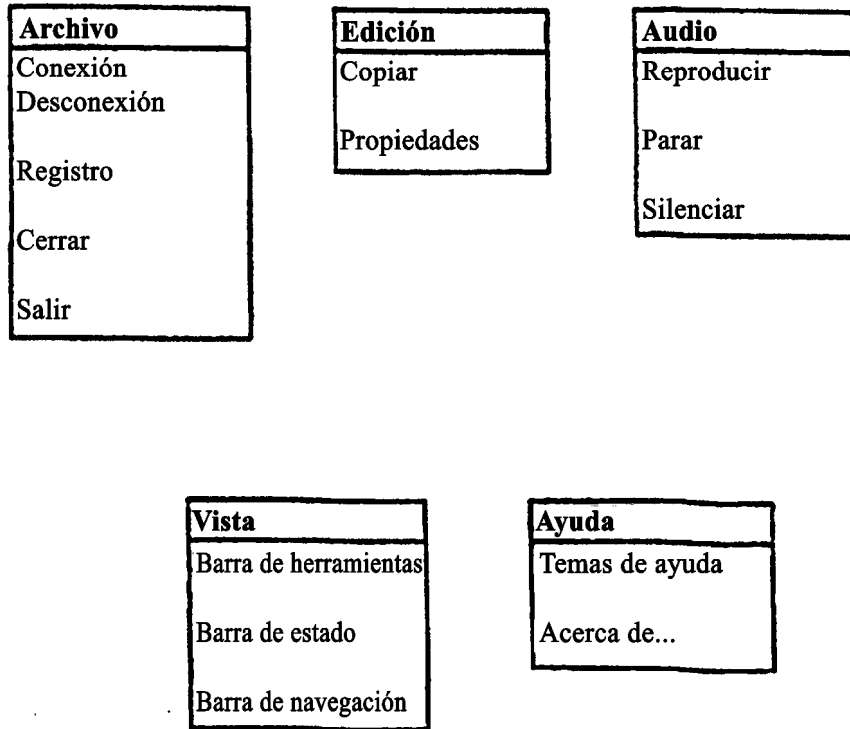 Archivo
Conexión
Desconexión
Registro
Cerrar
Salir
Edición
Copiar
Propiedades
Audio
Reproducir
Parar
Silenciar
Vista
Barra de herramientas
Barra de estado
Barra de navegación
Ayuda
Temas de ayuda
Acerca de...